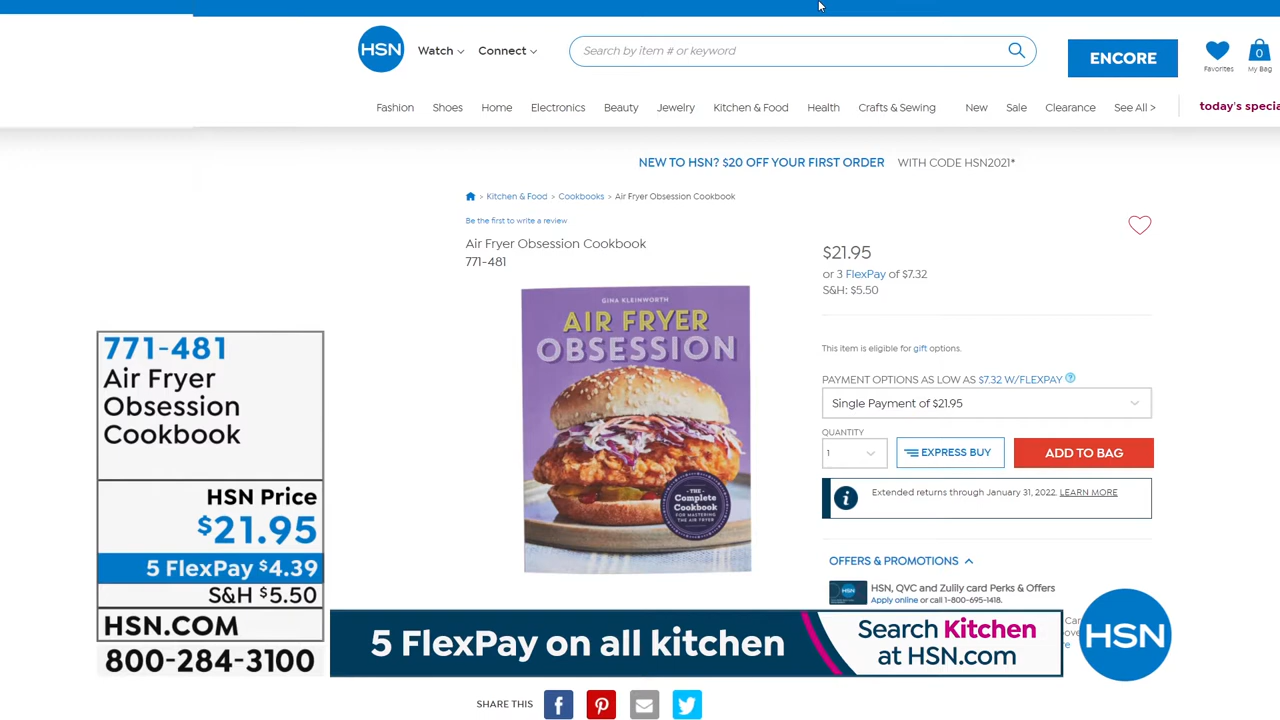 HSN
Watch
Connect
Search by item # or keyword
ENCORE
Favorites
0
My Bag
Fashion
Shoes
Home
Electronics
Beauty
Jewelry
Kitchen & Food
Health
Crafts & Sewing
New
Sale
Clearance
See All >
today's specia
NEW TO HSN? $20 OFF YOUR FIRST ORDER WITH CODE HSN2021*
> Kitchen & Food > Cookbooks > Air Fryer Obsession Cookbook
Be the first to write a review
Air Fryer Obsession Cookbook
771-481
GINA KLEINWORTH
AIR FRYER
OBSESSION
THE
Complete
Cookbook
FOR MASTERING
THE AIR FRYER
$21.95
or 3 FlexPay of $7.32
S&H: $5.50
This item is eligible for gift options.
PAYMENT OPTIONS AS LOW AS $7.32 W/FLEXPAY ?
Single Payment of $21.95
QUANTITY
1
EXPRESS BUY
ADD TO BAG
i
Extended returns through January 31, 2022. LEARN MORE
OFFERS & PROMOTIONS
HSN, QVC and Zulily card Perks & Offers
Apply online or call 1-800-695-1418.
771-481
Air Fryer
Obsession
Cookbook
HSN Price
$21.95
5 FlexPay $4.39
S&H $5.50
HSN.COM
800-284-3100
5 FlexPay on all kitchen
Search Kitchen
at HSN.com
HSN
SHARE THIS